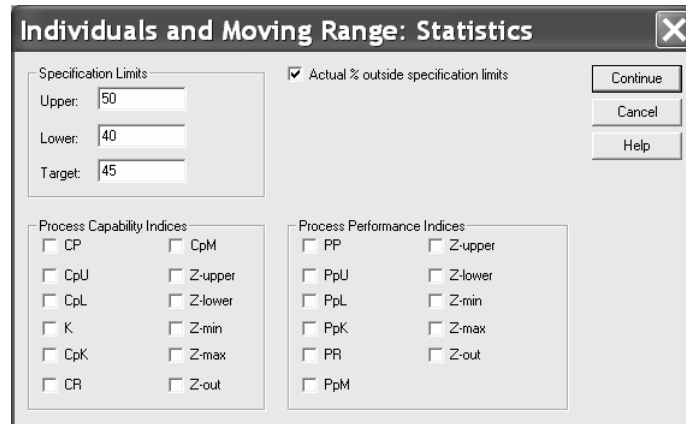 Individuals and Moving Range: Statistics
Specification Limits
Upper: 50
Lower: 40
Target: 45
Actual % outside specification limits
Continue
Cancel
Help
Process Capability Indices
CP CpM
CpU Z-upper
CpL Z-lower
K Z-min
CpK Z-max
CR Z-out
Process Performance Indices
PP Z-upper
PpU Z-lower
PpL Z-min
PpK Z-max
PR Z-out
PpM